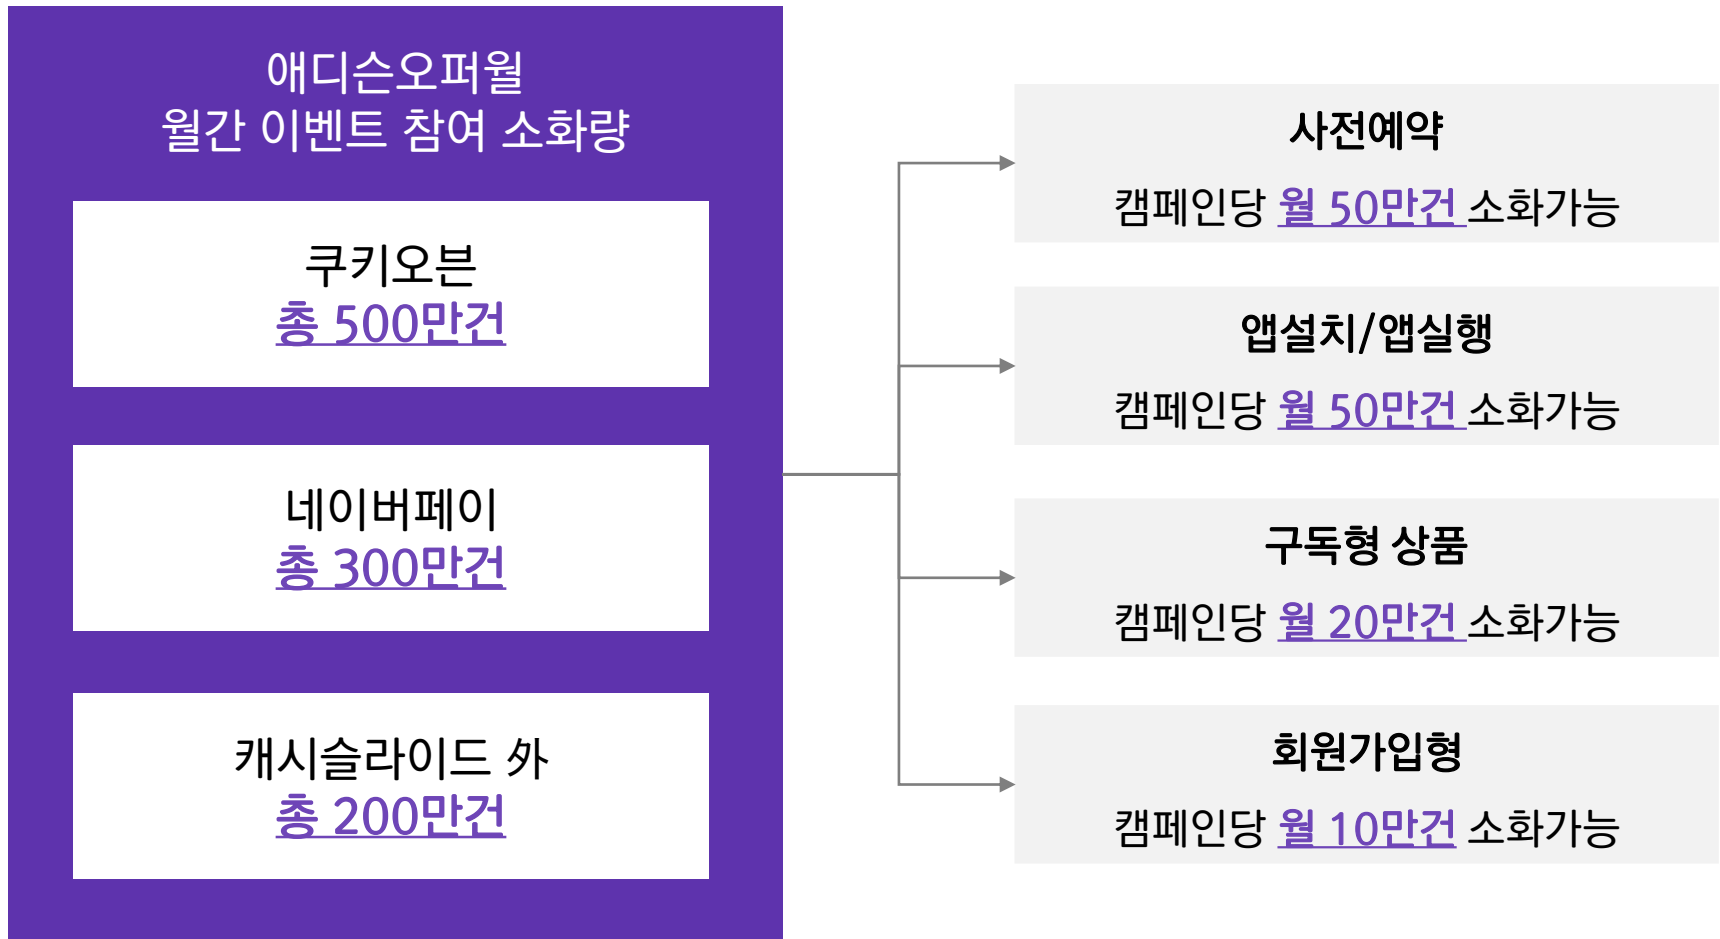 애디슨오퍼월
월간 이벤트 참여 소화량
쿠키오븐
총 500만건
네이버페이
총 300만건
캐시슬라이드 外
총 200만건
사전예약
캠페인당 월 50만건 소화가능
앱설치/앱실행
캠페인당 월 50만건 소화가능
구독형 상품
캠페인당 월 20만건 소화가능
회원가입형
캠페인당 월 10만건 소화가능